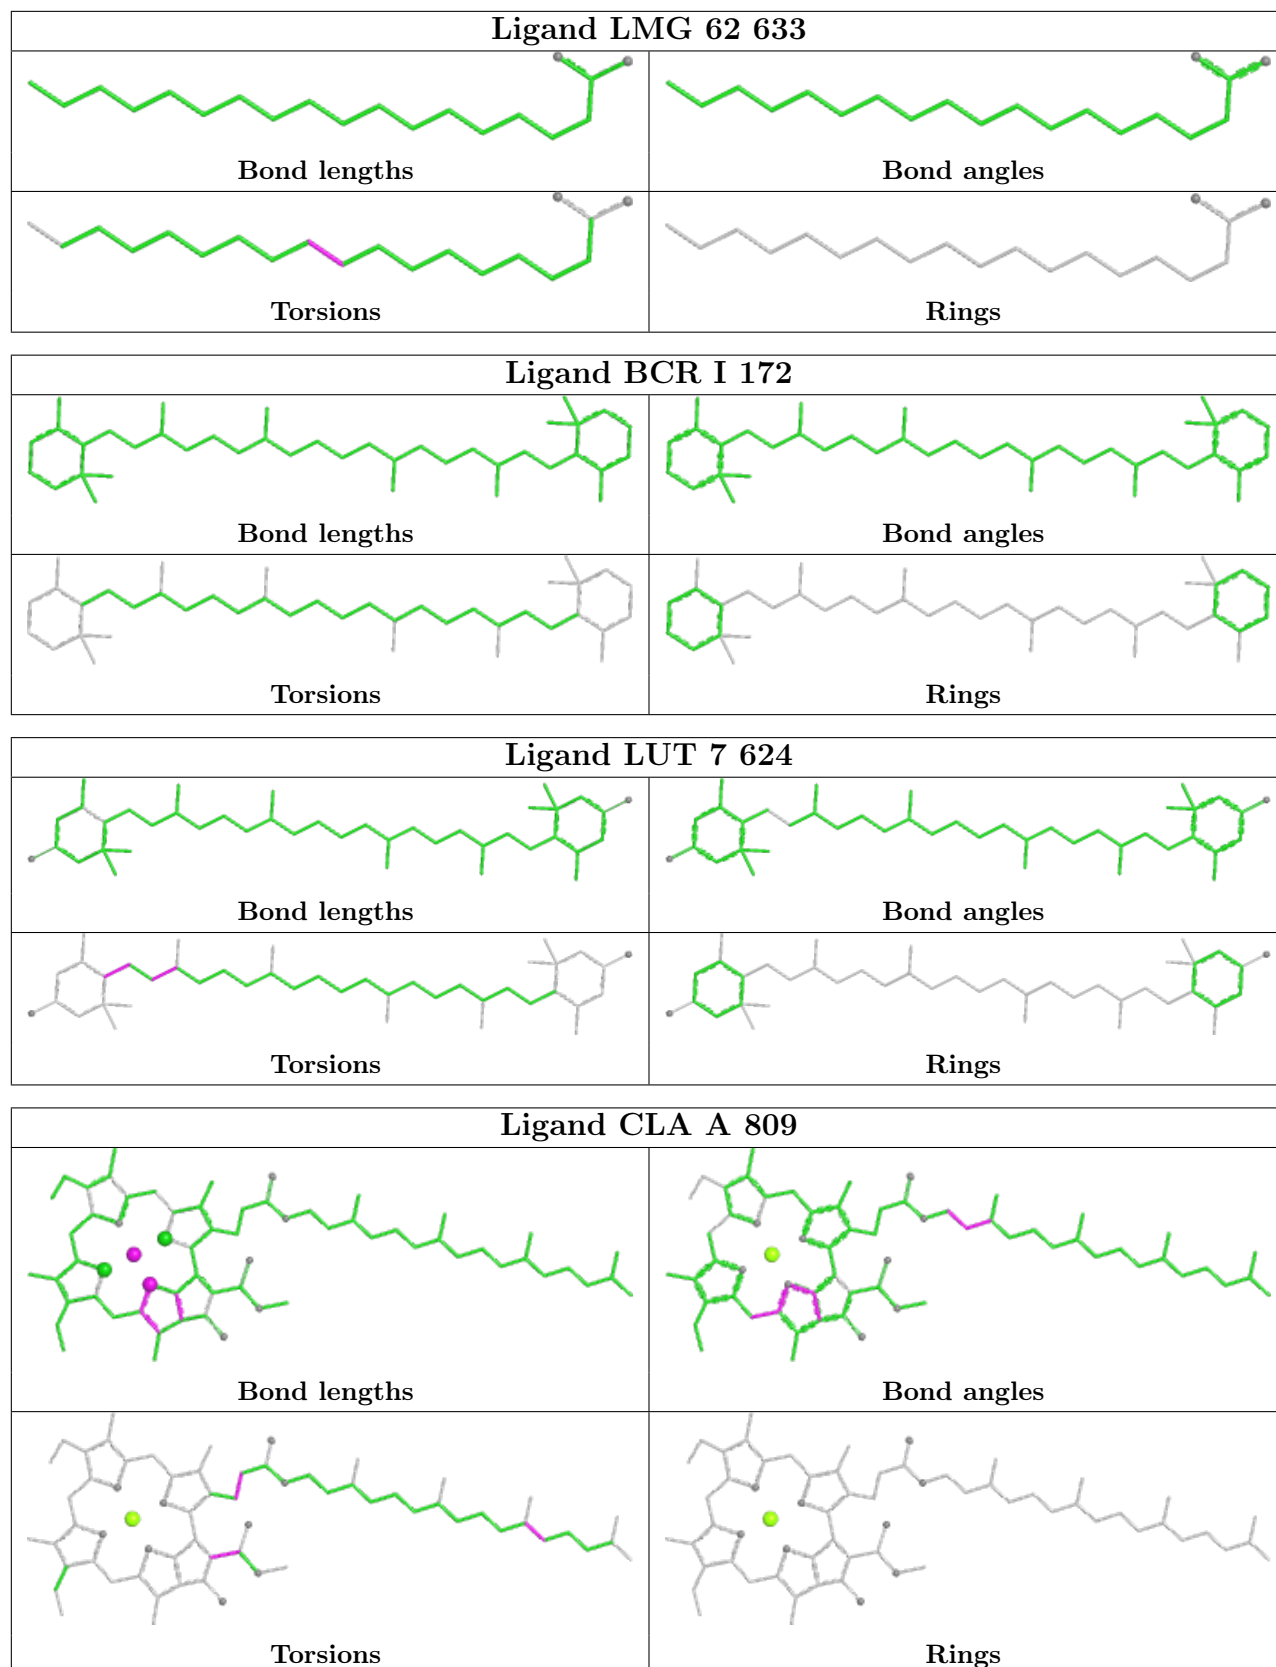 Ligand LMG 62 633
Bond lengths
Bond angles
Torsions
Rings
Ligand BCR I 172
Bond lengths
Bond angles
Torsions
Rings
Ligand LUT 7 624
Bond lengths
Bond angles
Torsions
Rings
Ligand CLA A 809
Bond lengths
Bond angles
Torsions
Rings